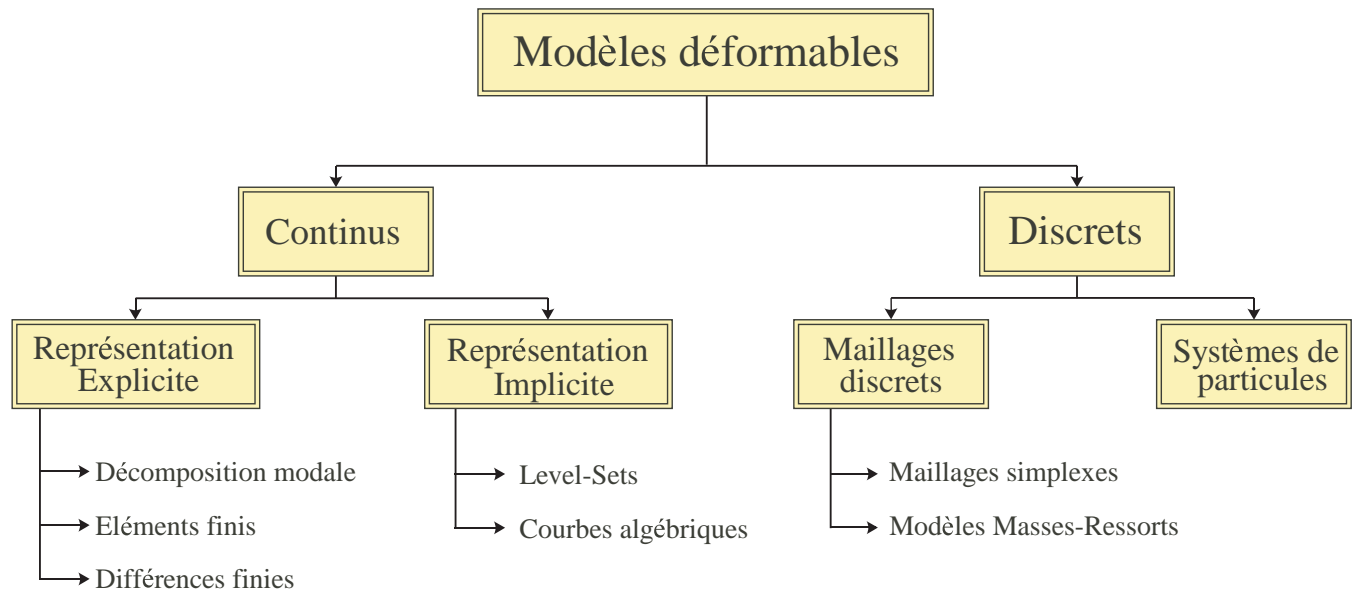 Modèles déformables
Continus
Discrets
Représentation
Explicite
Représentation
Implicite
Maillages
discrets
Systèmes de
particules
Décomposition modale
Eléments finis
Différences finies
Level-Sets
Courbes algébriques
Maillages simplexes
Modèles Masses-Ressorts